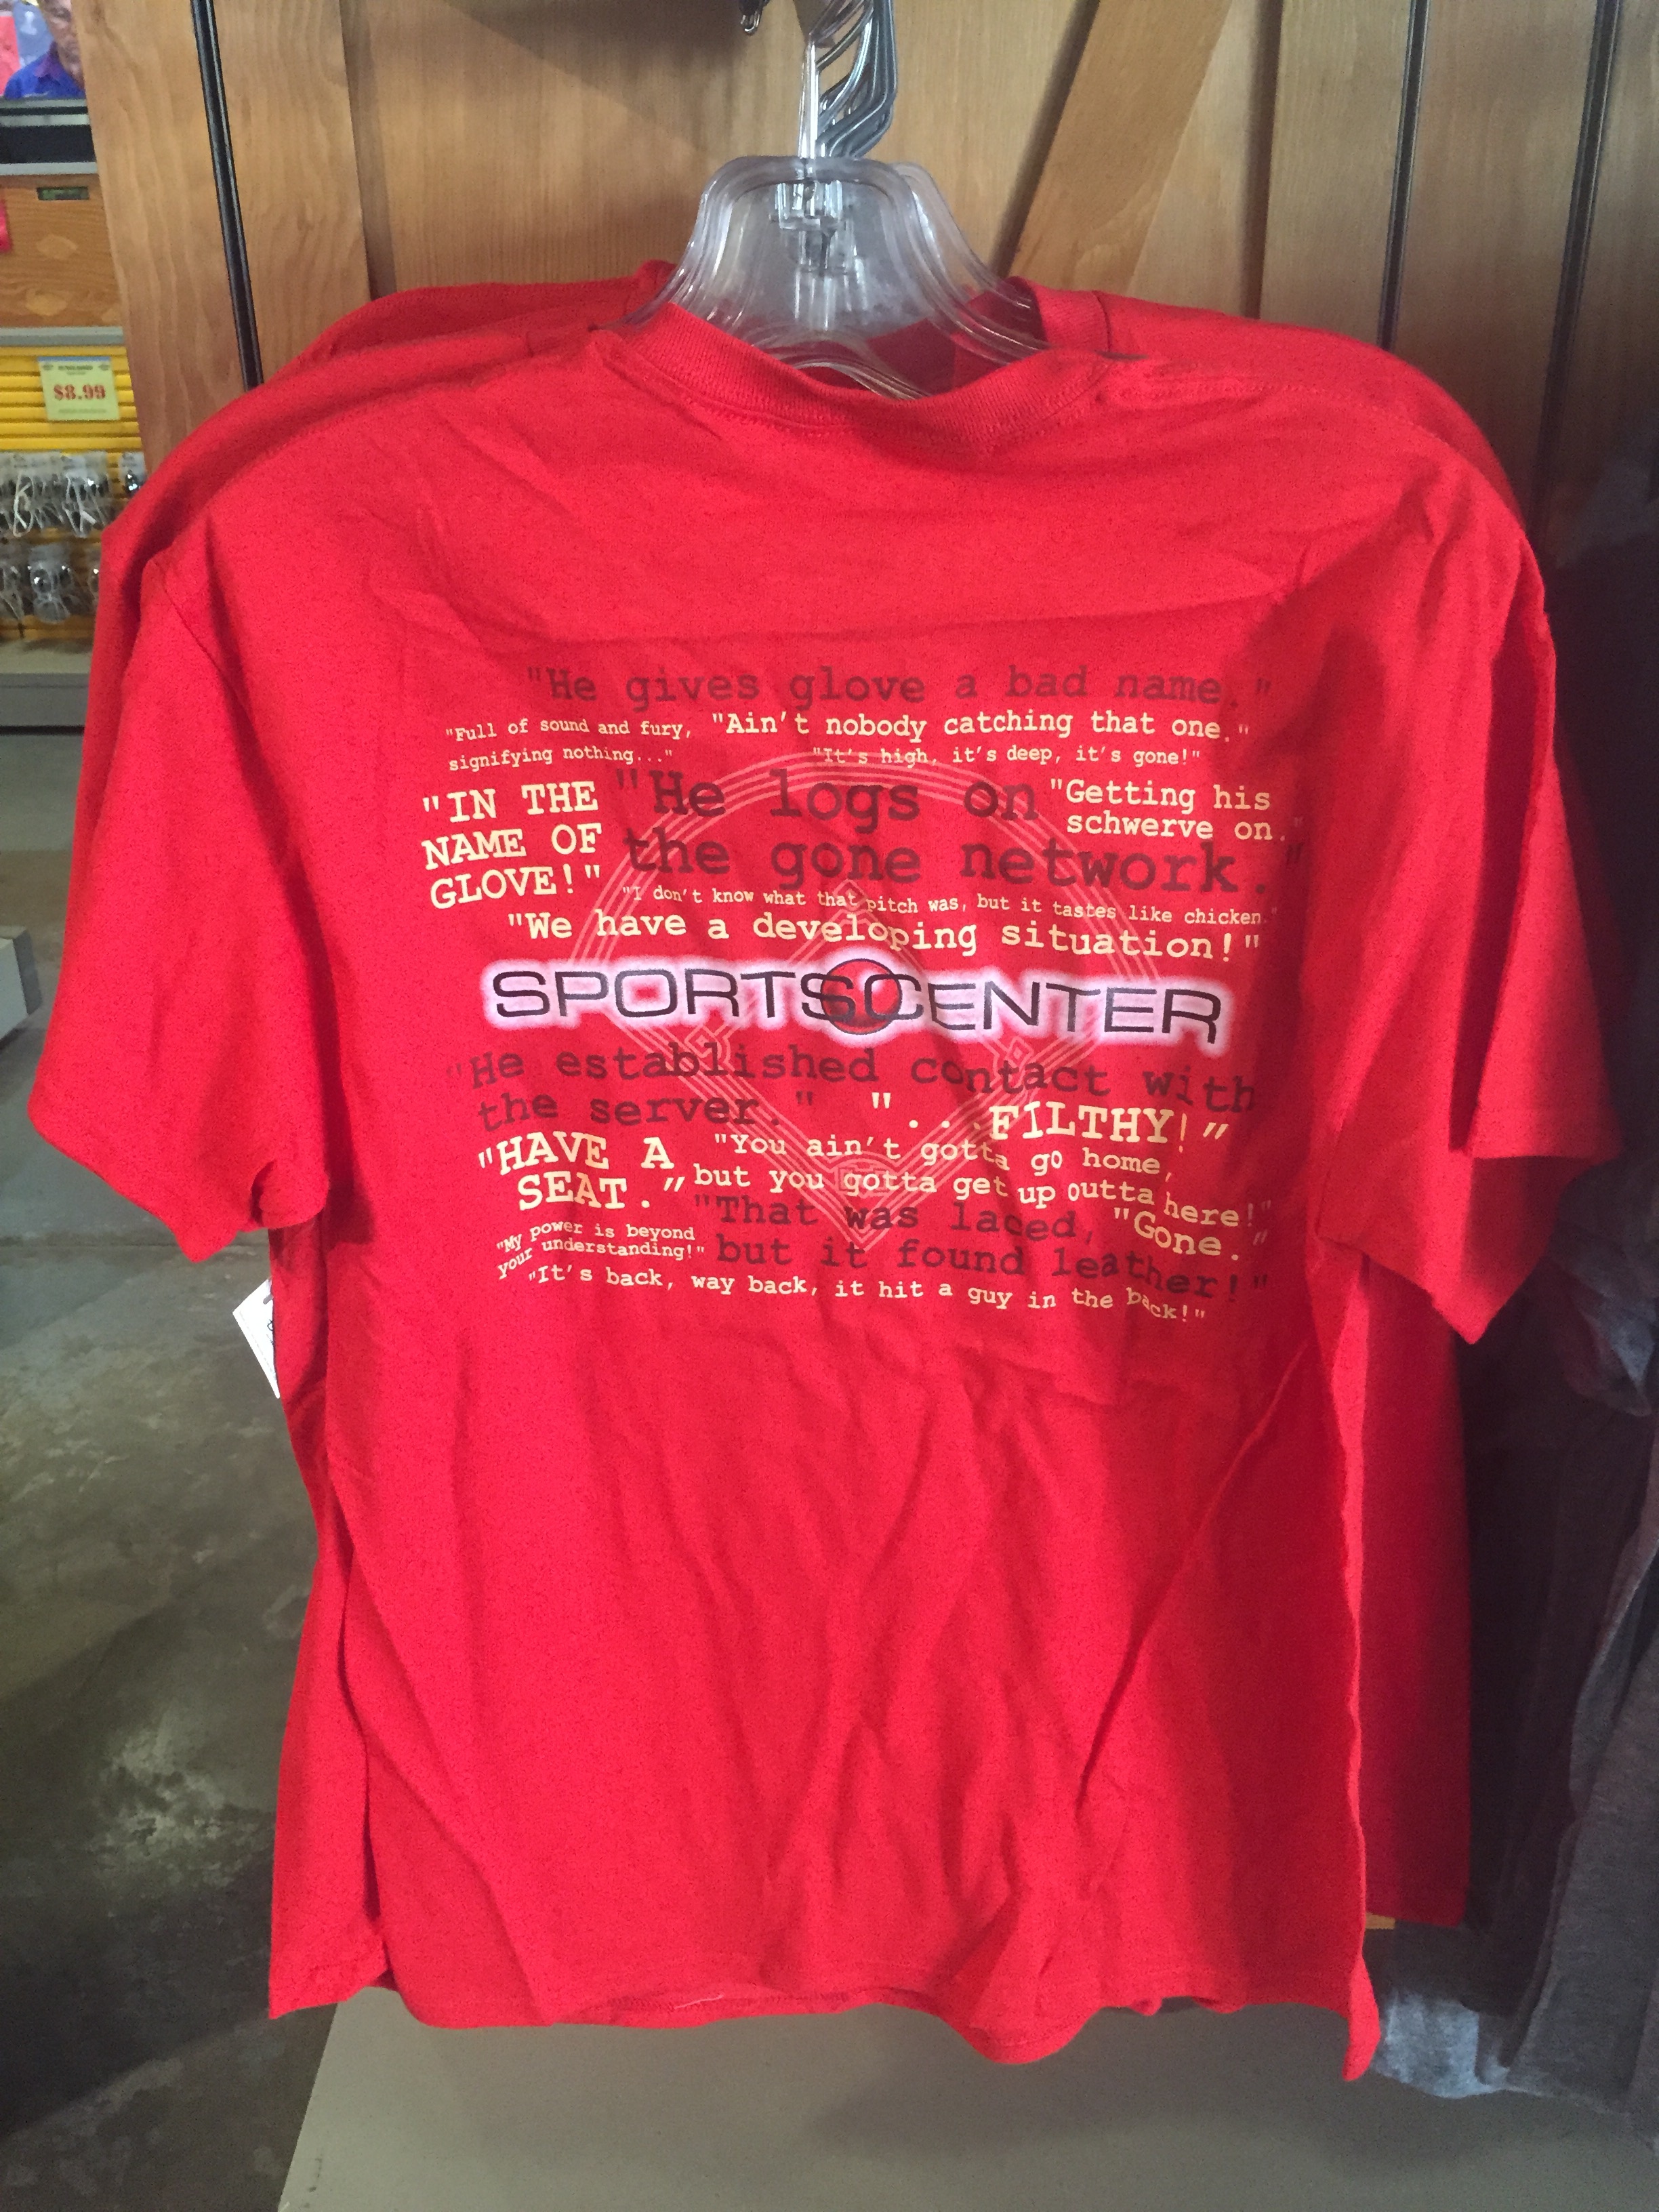 $8.99
"He gives glove a bad name."
"Full of sound and fury,
signifying nothing..."
"Ain't nobody catching that one."
"It's high, it's deep, it's gone!"
"IN THE
NAME OF
GLOVE!"
"He logs on
the gone network."
"Getting his
schwerve on."
"I don't know what that pitch was, but it tastes like chicken."
"We have a developing situation!"
SPORTSCENTER
"He established contact with
the server."
"...FILTHY!"
"HAVE A
SEAT."
"You ain't gotta go home,
but you gotta get up outta here!"
"That was laced,
but it found leather!"
"Gone."
"My power is beyond
your understanding!"
"It's back, way back, it hit a guy in the back!"